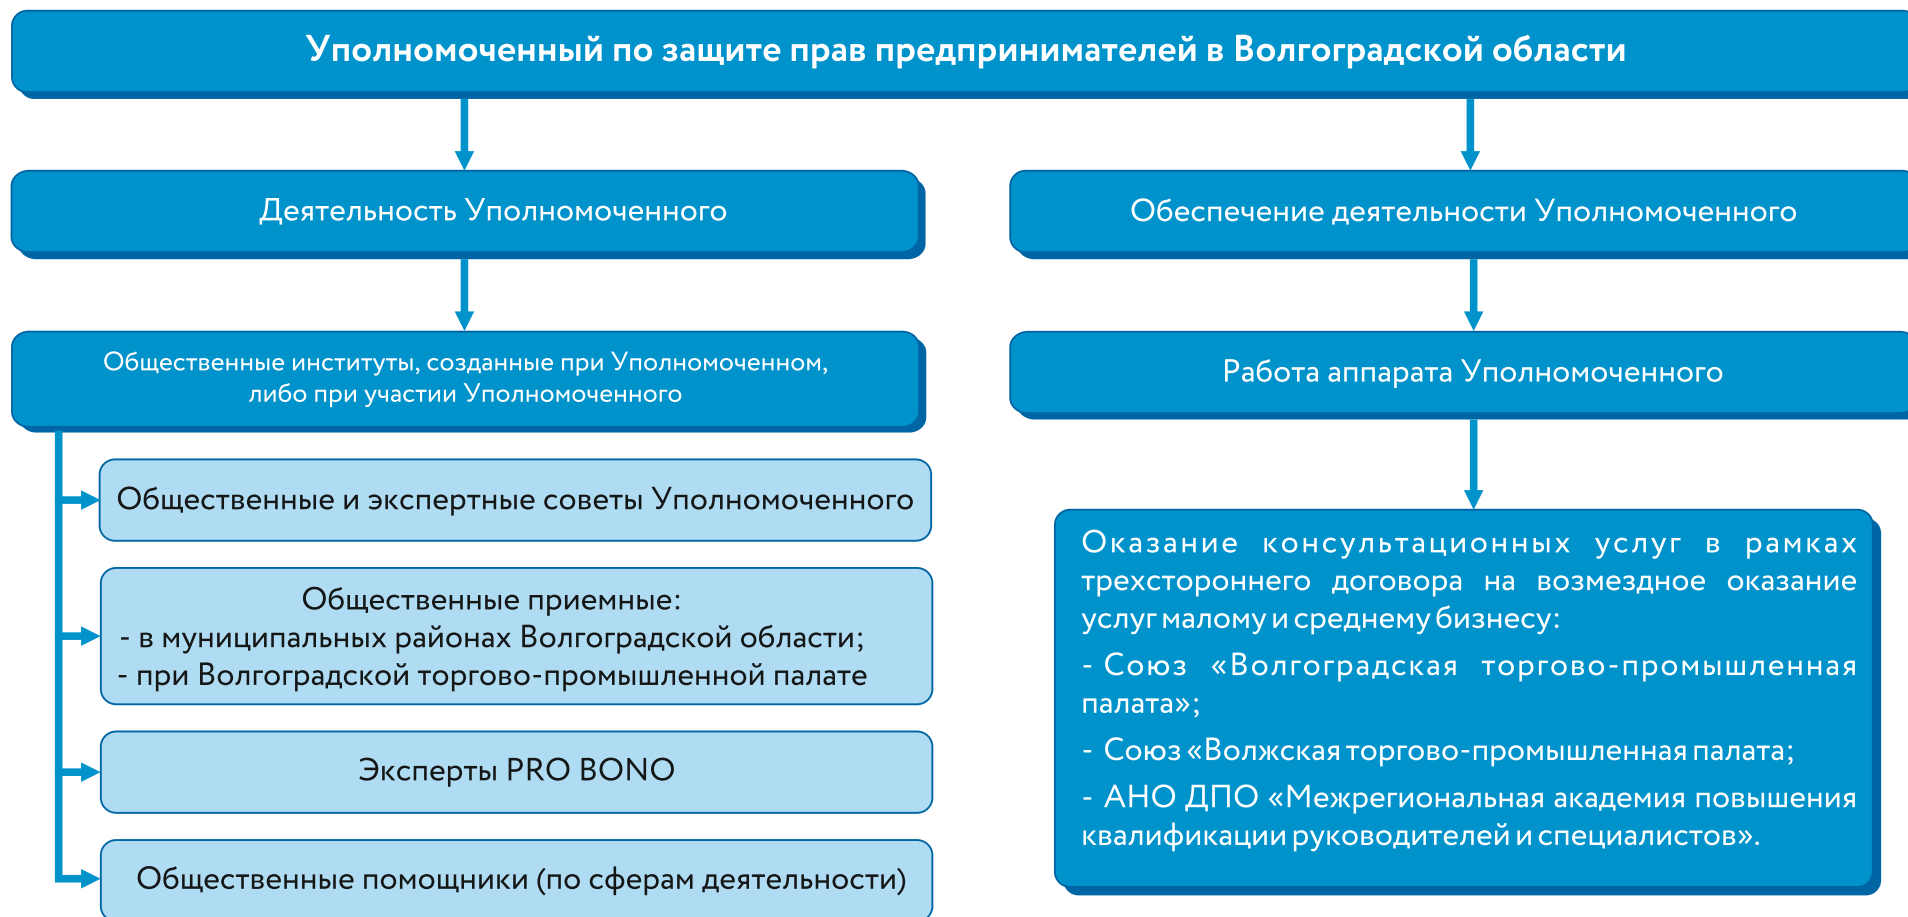 Уполномоченный по защите прав предпринимателей в Волгоградской области
Деятельность Уполномоченного
Обеспечение деятельности Уполномоченного
Общественные институты, созданные при Уполномоченном,
либо при участии Уполномоченного
Работа аппарата Уполномоченного
Общественные и экспертные советы Уполномоченного
Общественные приемные:
- в муниципальных районах Волгоградской области;
- при Волгоградской торгово-промышленной палате
Эксперты PRO BONO
Общественные помощники (по сферам деятельности)
Оказание консультационных услуг в рамках
трехстороннего договора на возмездное оказание
услуг малому и среднему бизнесу:
- Союз «Волгоградская торгово-промышленная
палата»;
- Союз «Волжская торгово-промышленная палата;
- АНО ДПО «Межрегиональная академия повышения
квалификации руководителей и специалистов».